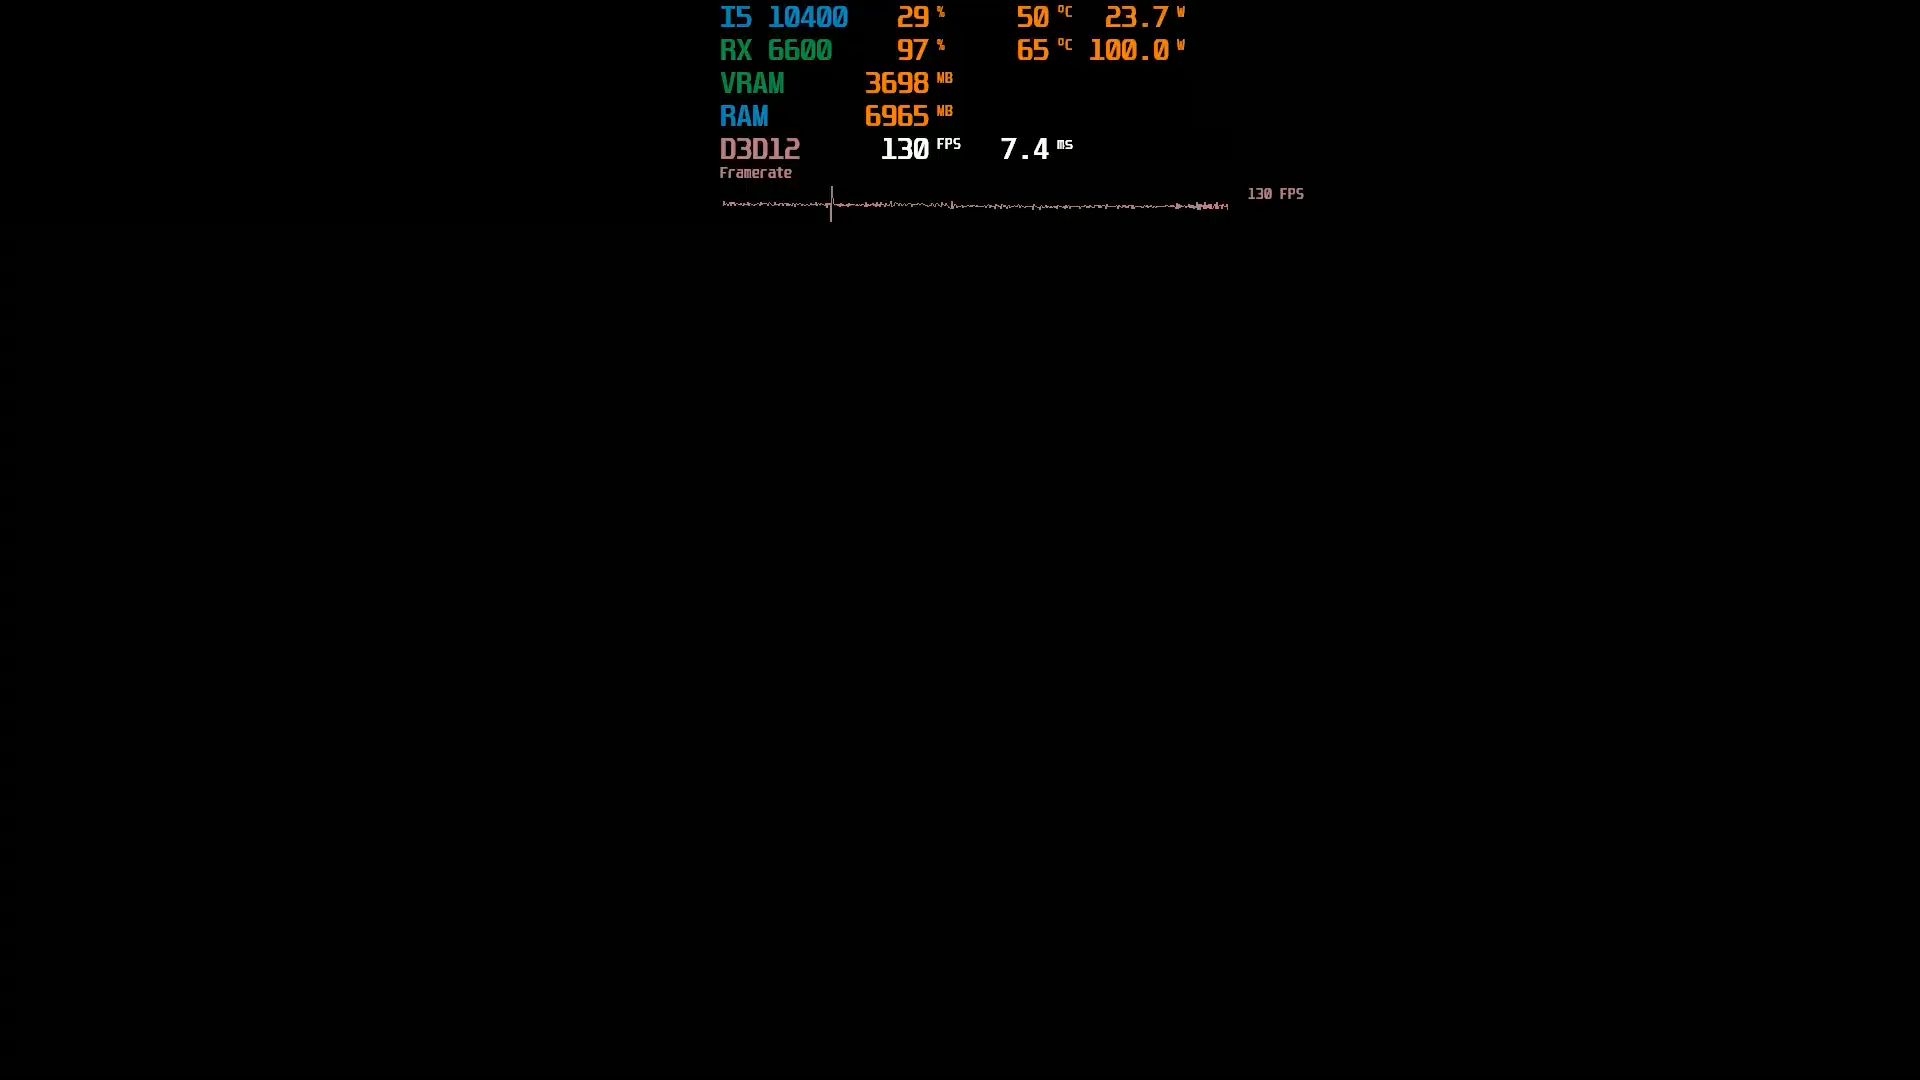 I5 10400 29 % 50 °C 23.7 W
RX 6600 97 % 65 °C 100.0 W
VRAM 3698 MB
RAM 6965 MB
D3D12 130 FPS 7.4 ms
Framerate
130 FPS